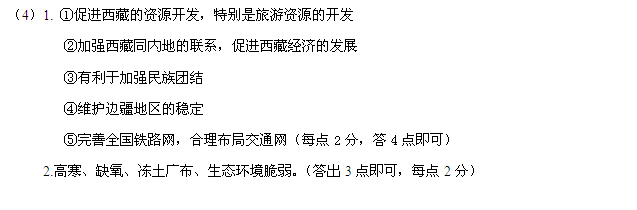 （4）1. ①促进西藏的资源开发，特别是旅游资源的开发
②加强西藏同内地的联系，促进西藏经济的发展
③有利于加强民族团结
④维护边疆地区的稳定
⑤完善全国铁路网，合理布局交通网（每点 2 分，答 4 点即可）
2.高寒、缺氧、冻土广布、生态环境脆弱。（答出 3 点即可，每点 2 分）